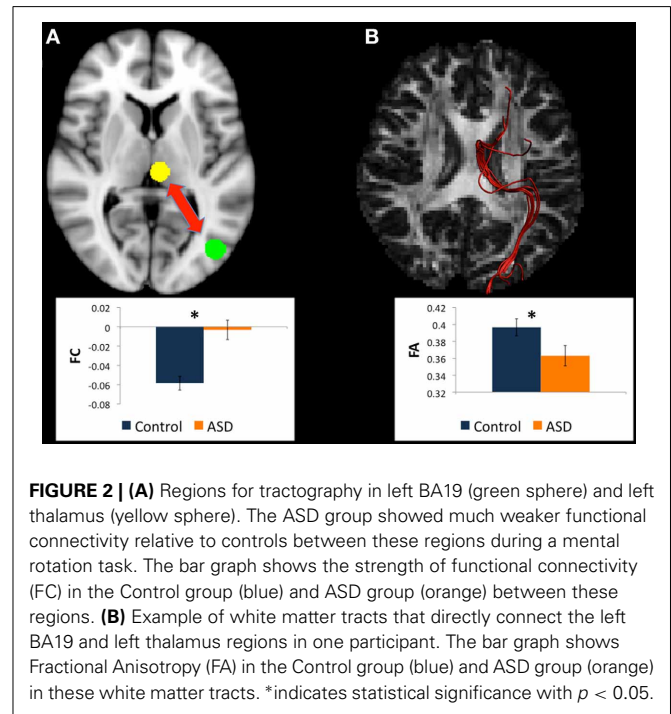 A
B
0.02
0
-0.02
-0.04
-0.06
-0.08
FC
*
Control ASD
0.4
0.38
0.36
0.34
0.32
FA
*
Control ASD
FIGURE 2 | (A) Regions for tractography in left BA19 (green sphere) and left
thalamus (yellow sphere). The ASD group showed much weaker functional
connectivity relative to controls between these regions during a mental
rotation task. The bar graph shows the strength of functional connectivity
(FC) in the Control group (blue) and ASD group (orange) between these
regions. (B) Example of white matter tracts that directly connect the left
BA19 and left thalamus regions in one participant. The bar graph shows
Fractional Anisotropy (FA) in the Control group (blue) and ASD group (orange)
in these white matter tracts. *indicates statistical significance with p < 0.05.